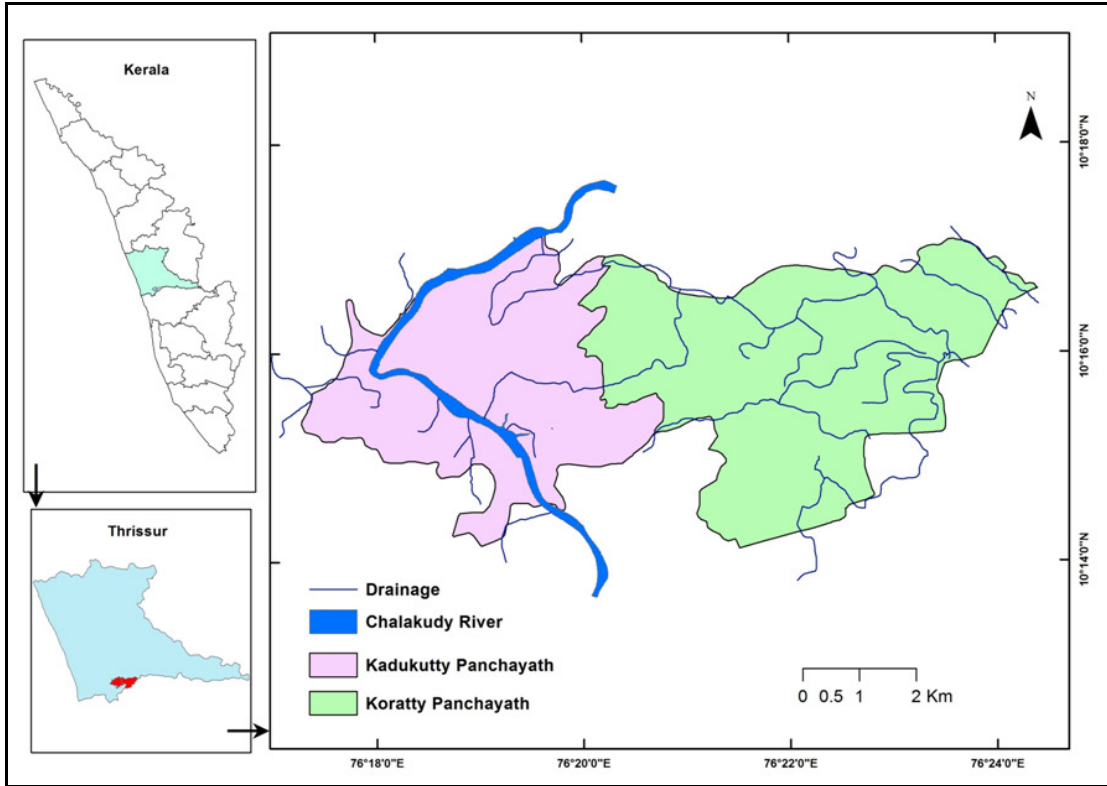 Kerala
Thrissur
N
Drainage
Chalakudy River
Kadukutty Panchayath
Koratty Panchayath
0 0.5 1 2 Km
10°18'0"N
10°16'0"N
10°14'0"N
76°18'0"E 76°20'0"E 76°22'0"E 76°24'0"E